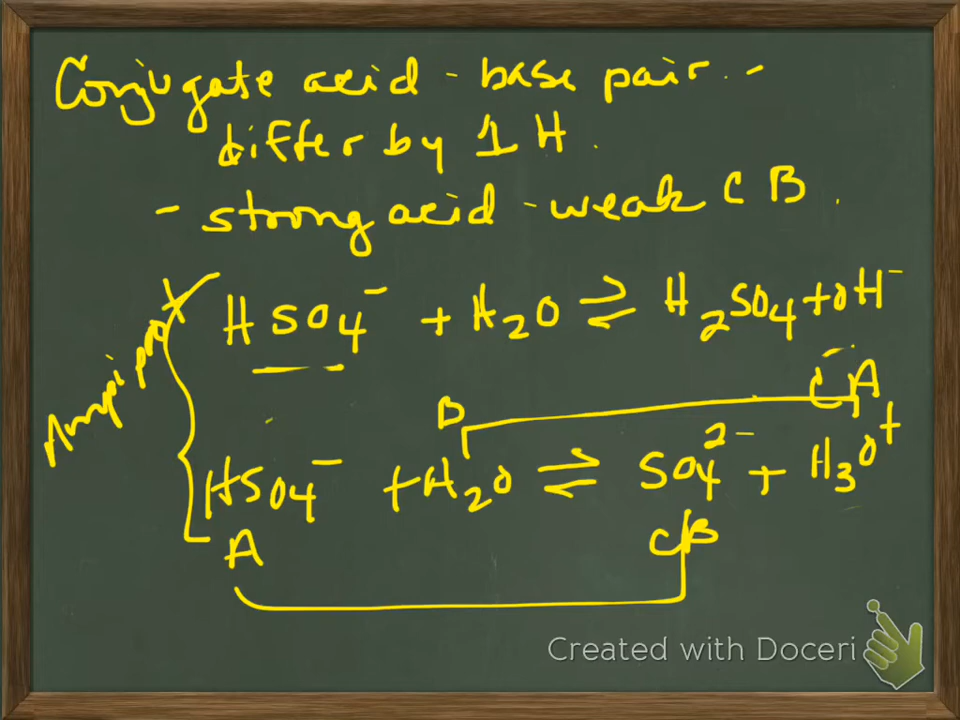 Conjugate acid - base pair. -
differ by 1 H.
- strong acid - weak CB.
HSO4⁻ + H2O ⇌ H2SO4 + OH⁻
Ampiprot
B CA
HSO4⁻ + H2O ⇌ SO4²⁻ + H3O⁺
A CB
Created with Doceri